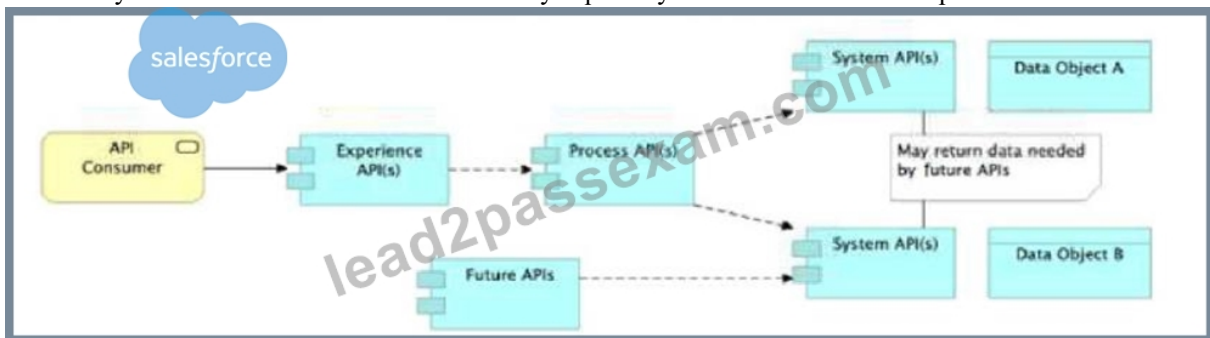 salesforce
System API(s)
Data Object A
API
Consumer
Experience
API(s)
Process API(s)
May return data needed
by future APIs
System API(s)
Data Object B
Future APIs
lead2passexam.com